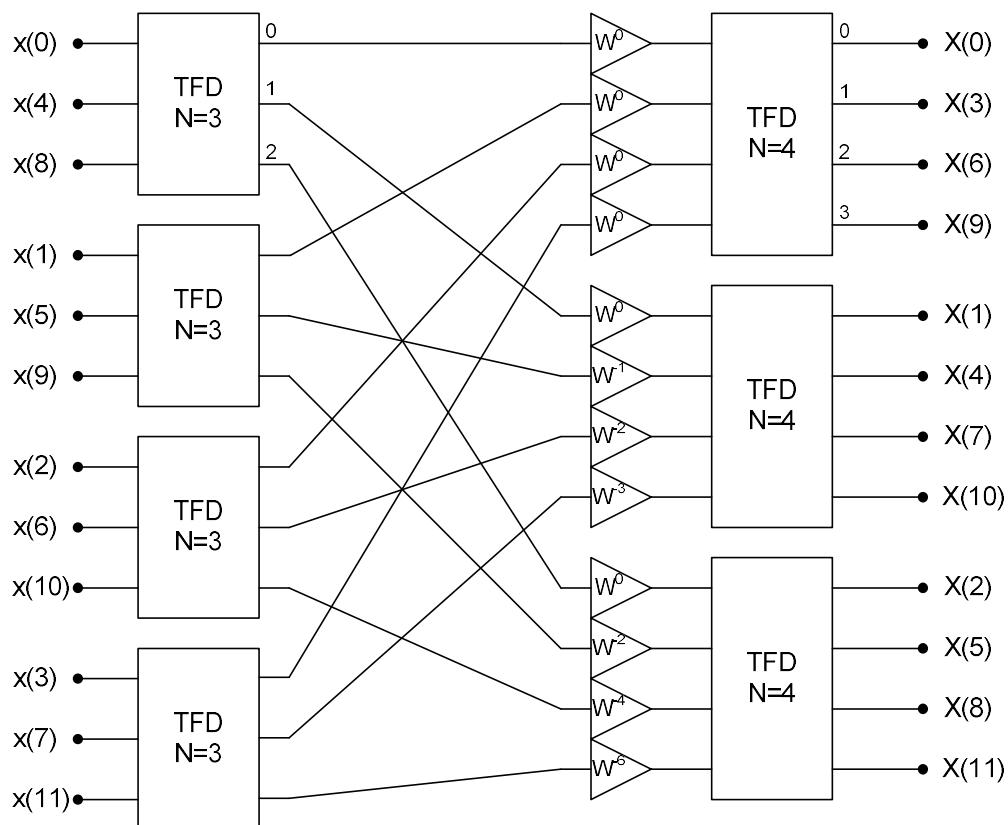 x(0)
x(4)
x(8)
TFD
N=3
0
1
2
x(1)
x(5)
x(9)
TFD
N=3
x(2)
x(6)
x(10)
TFD
N=3
x(3)
x(7)
x(11)
TFD
N=3
W⁰
W⁰
W⁰
W⁰
TFD
N=4
0
1
2
3
X(0)
X(3)
X(6)
X(9)
W⁰
W⁻¹
W⁻²
W⁻³
TFD
N=4
X(1)
X(4)
X(7)
X(10)
W⁰
W⁻²
W⁻⁴
W⁻⁶
TFD
N=4
X(2)
X(5)
X(8)
X(11)